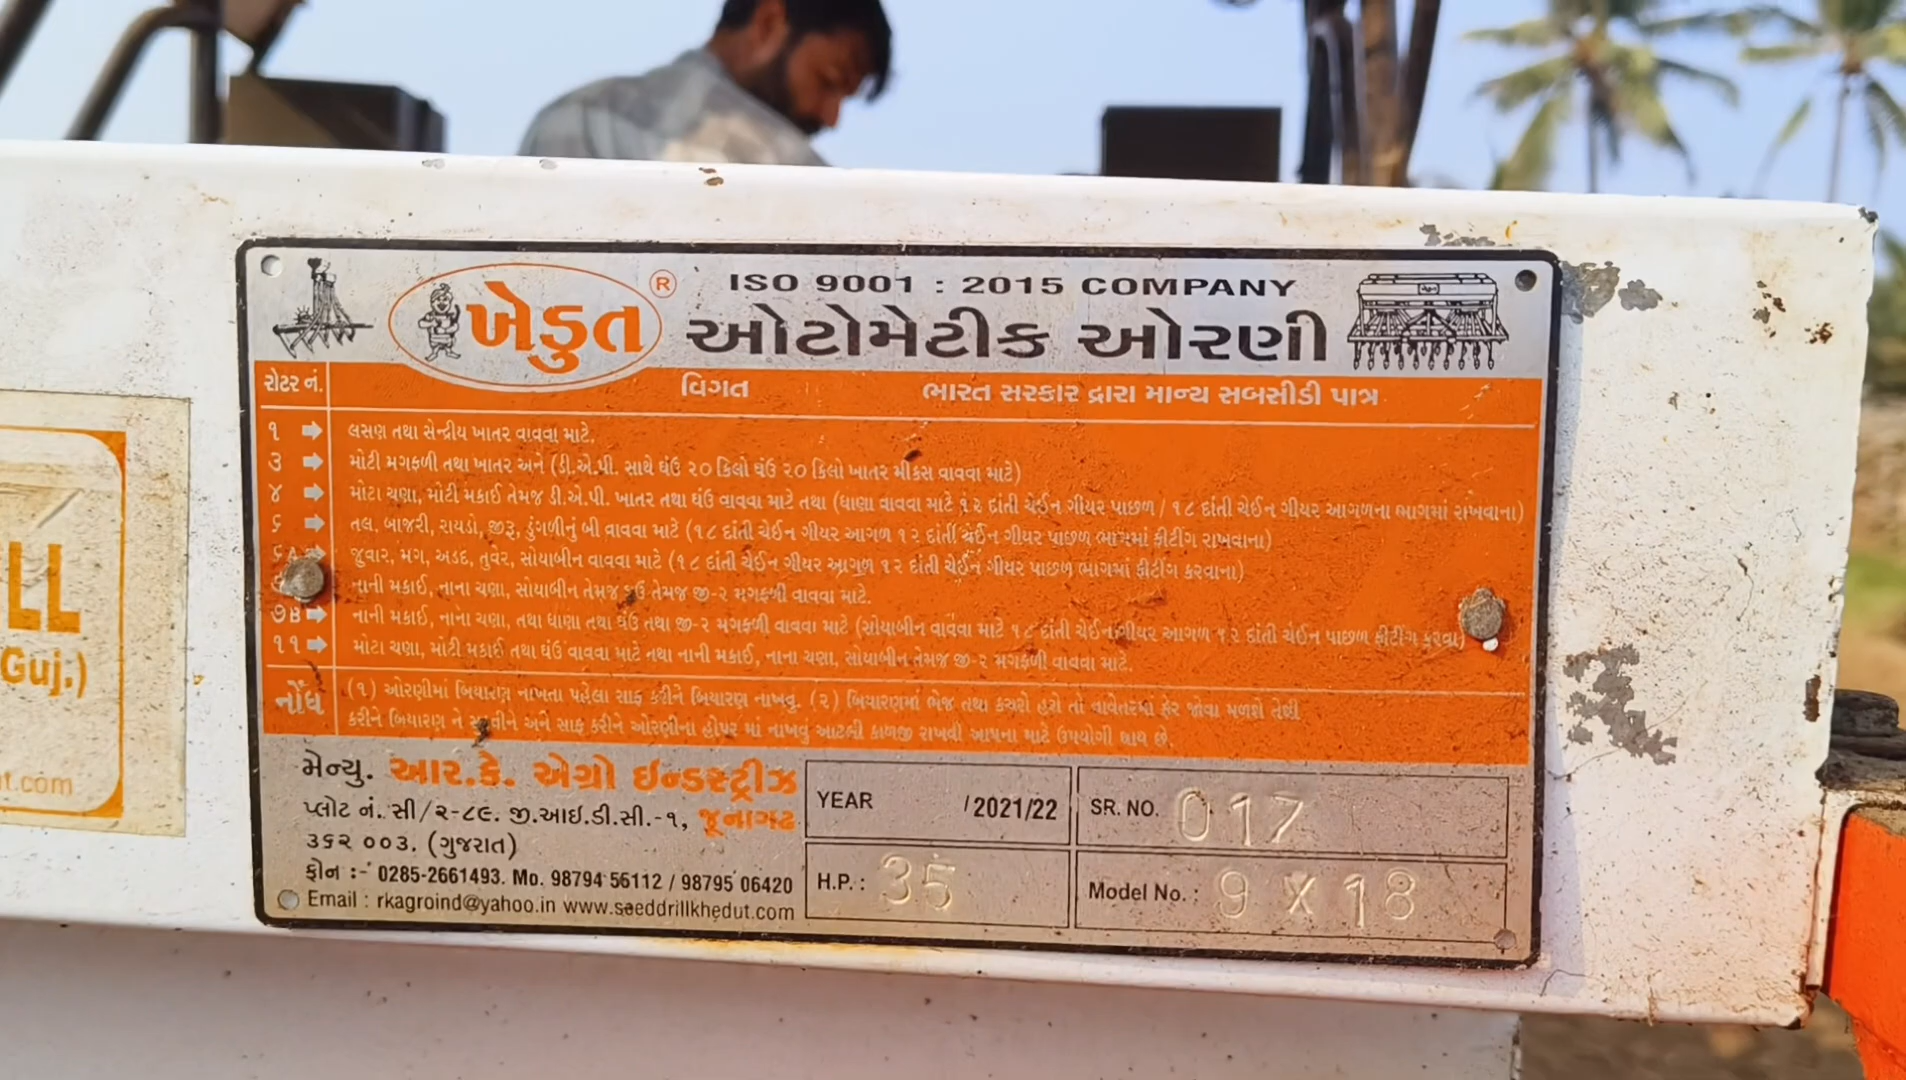 ખેડુત ®
ISO 9001 : 2015 COMPANY
ઓટોમેટીક ઓરણી
રોટર નં.
વિગત
ભારત સરકાર દ્વારા માન્ય સબસીડી પાત્ર
૧ લસણ તથા સેન્દ્રીય ખાતર વાવવા માટે.
૩ મોટી મગફળી તથા ખાતર અને (ડી.એ.પી. સાથે ઘંઉ ૨૦ કિલો ઘંઉ ૨૦ કિલો ખાતર મીકસ વાવવા માટે)
૪ મોટા ચણા, મોટી મકાઈ તેમજ ડી.એ.પી. ખાતર તથા ઘંઉ વાવવા માટે તથા (ધાણા વાવવા માટે ૧૨ દાંતી ચેઈન ગીયર પાછળ / ૧૮ દાંતી ચેઈન ગીયર આગળના ભાગમાં રાખવાના)
૬ તલ, બાજરી, રાયડો, જીરૂ, ડુંગળીનું બી વાવવા માટે (૧૮ દાંતી ચેઈન ગીયર આગળ ૧૨ દાંતી ચેઈન ગીયર પાછળ ભાગમાં ફીટીંગ રાખવાના)
૬A જુવાર, મગ, અડદ, તુવેર, સોયાબીન વાવવા માટે (૧૮ દાંતી ચેઈન ગીયર આગળ ૧૨ દાંતી ચેઈન ગીયર પાછળ ભાગમાં ફીટીંગ કરવાના)
નાની મકાઈ, નાના ચણા, સોયાબીન તેમજ ઘંઉ તેમજ જી-૨ મગફળી વાવવા માટે.
૭B નાની મકાઈ, નાના ચણા, તથા ધાણા તથા ઘંઉ તથા જી-૨ મગફળી વાવવા માટે (સોયાબીન વાવવા માટે ૧૮ દાંતી ચેઈન ગીયર આગળ ૧૨ દાંતી ચેઈન પાછળ ફીટીંગ કરવા)
૧૧ મોટા ચણા, મોટી મકાઈ તથા ઘંઉ વાવવા માટે તથા નાની મકાઈ, નાના ચણા, સોયાબીન તેમજ જી-૨ મગફળી વાવવા માટે.
નોંધ (૧) ઓરણીમાં બિયારણ નાખતા પહેલા સાફ કરીને બિયારણ નાખવુ. (૨) બિયારણમાં ભેજ તથા કચરો હશે તો વાવેતરમાં ફેર જોવા મળશે તેથી
કરીને બિયારણ ને સુકવીને અને સાફ કરીને ઓરણીના હોપર માં નાખવુ આટલી કાળજી રાખવી આપના માટે ઉપયોગી થાય છે.
મેન્યુ. આર.કે. એગ્રો ઇન્ડસ્ટ્રીઝ
પ્લોટ નં. સી/૨-૮૯. જી.આઇ.ડી.સી.-૧, જૂનાગઢ
૩૬૨ ૦૦૩. (ગુજરાત)
ફોન :- 0285-2661493. Mo. 98794 56112 / 98795 06420
Email : rkagroind@yahoo.in www.saeddrillkhedut.com
YEAR /2021/22
SR. NO. 017
H.P. : 35
Model No. : 9 X 18
LL
Guj.)
t.com